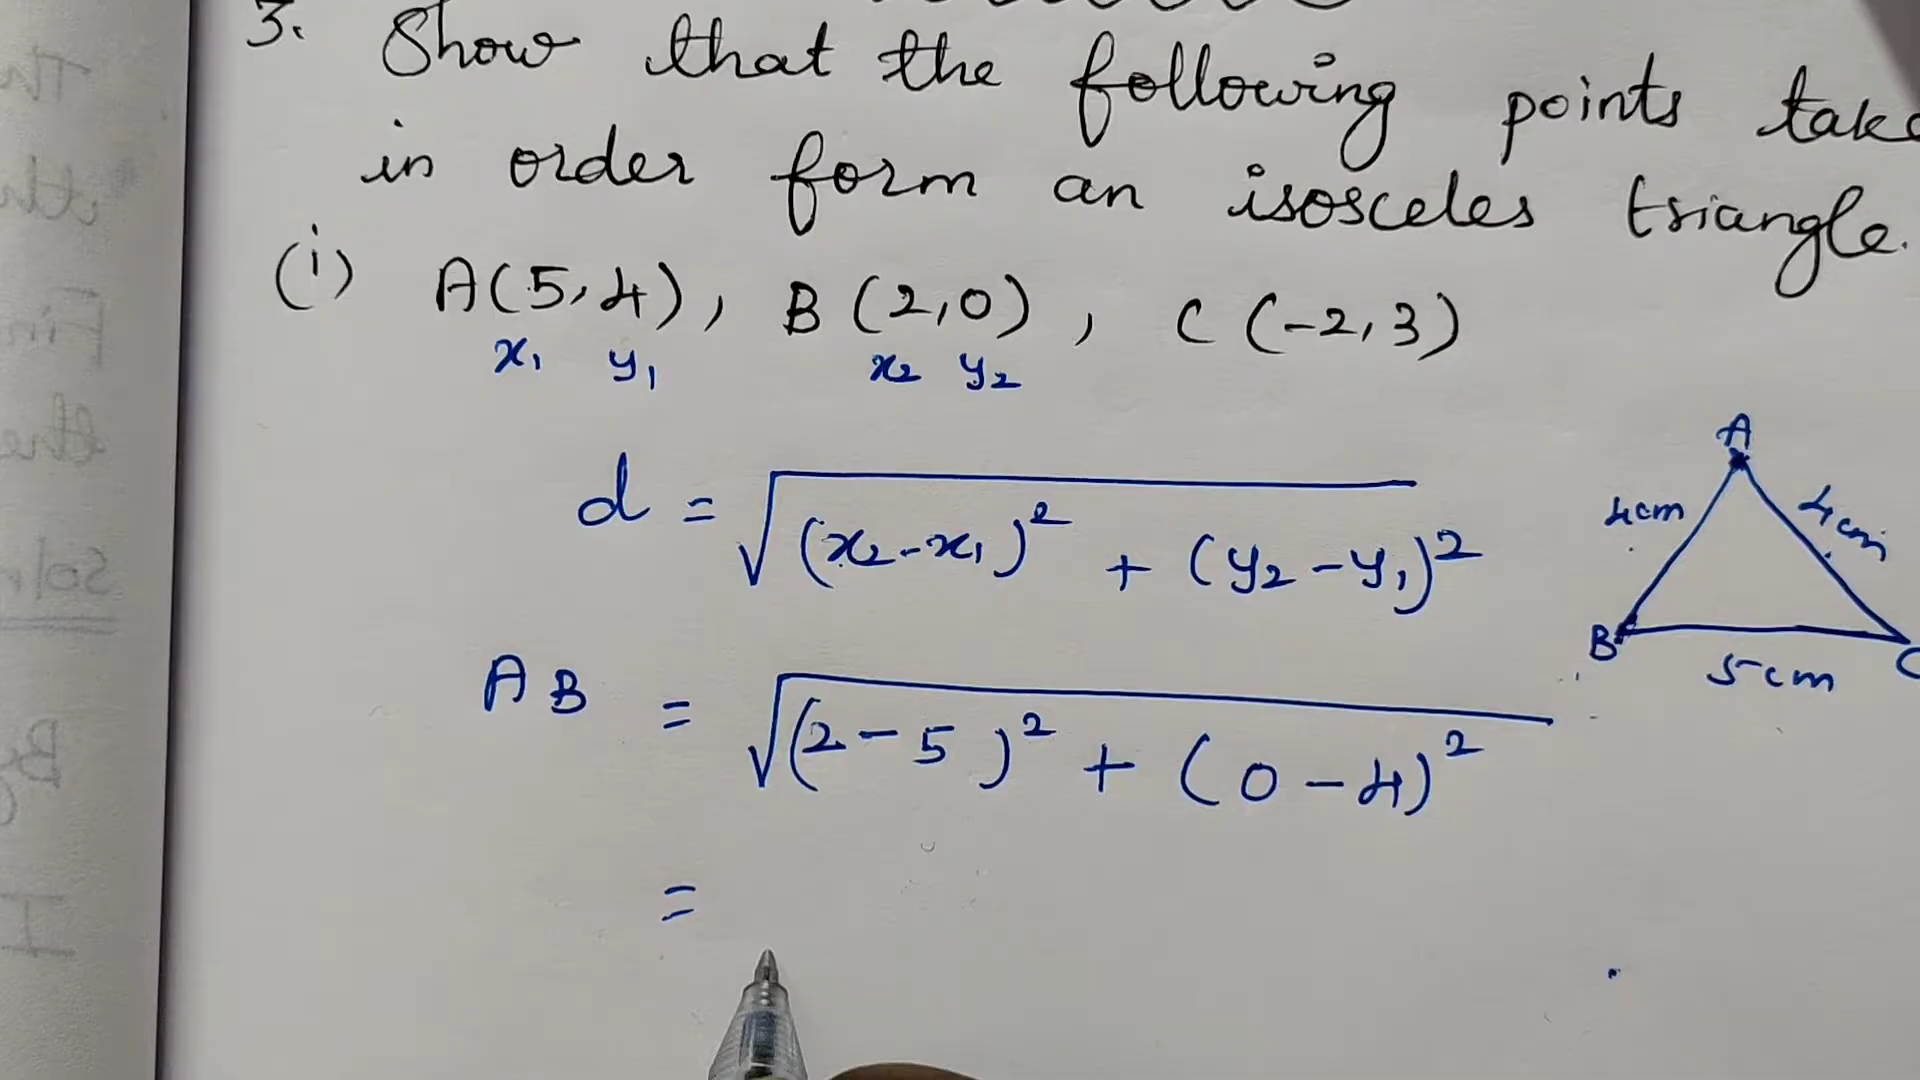 3. Show that the following points
in order form an isosceles triangle.
(i) A(5,4), B(2,0), C(-2,3)
x₁ y₁ x₂ y₂
d = √(x₂-x₁)² + (y₂-y₁)²
A
4cm 4cm
B C
5cm
AB = √(2-5)² + (0-4)²
=